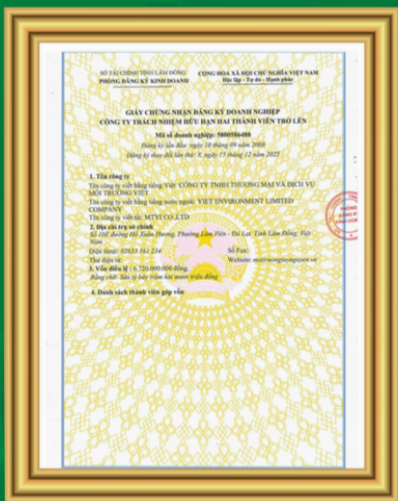 SỞ TÀI CHÍNH TỈNH LÂM ĐỒNG
PHÒNG ĐĂNG KÝ KINH DOANH
CỘNG HÒA XÃ HỘI CHỦ NGHĨA VIỆT NAM
Độc lập - Tự do - Hạnh phúc
GIẤY CHỨNG NHẬN ĐĂNG KÝ DOANH NGHIỆP
CÔNG TY TRÁCH NHIỆM HỮU HẠN HAI THÀNH VIÊN TRỞ LÊN
Mã số doanh nghiệp: 5800586488
Đăng ký lần đầu: ngày 10 tháng 09 năm 2008
Đăng ký thay đổi lần thứ: 8, ngày 15 tháng 12 năm 2025
1. Tên công ty
Tên công ty viết bằng tiếng Việt: CÔNG TY TNHH THƯƠNG MẠI VÀ DỊCH VỤ
MÔI TRƯỜNG VIỆT
Tên công ty viết bằng tiếng nước ngoài: VIET ENVIRONMENT LIMITED
COMPANY
Tên công ty viết tắt: MTVI CO.,LTD
2. Địa chỉ trụ sở chính
Số đường Hồ Xuân Hương, Phường Lâm Viên - Đà Lạt, Tỉnh Lâm Đồng, Việt
Nam
Điện thoại: 02633 561 234
Số Fax:
Thư điện tử:
Website: moitruongtaynguyen.vn
3. Vốn điều lệ: 6.720.000.000 đồng
Bằng chữ: Sáu tỷ bảy trăm hai mươi triệu đồng
4. Danh sách thành viên góp vốn
PHÒNG
ĐĂNG KÝ
KINH DOANH